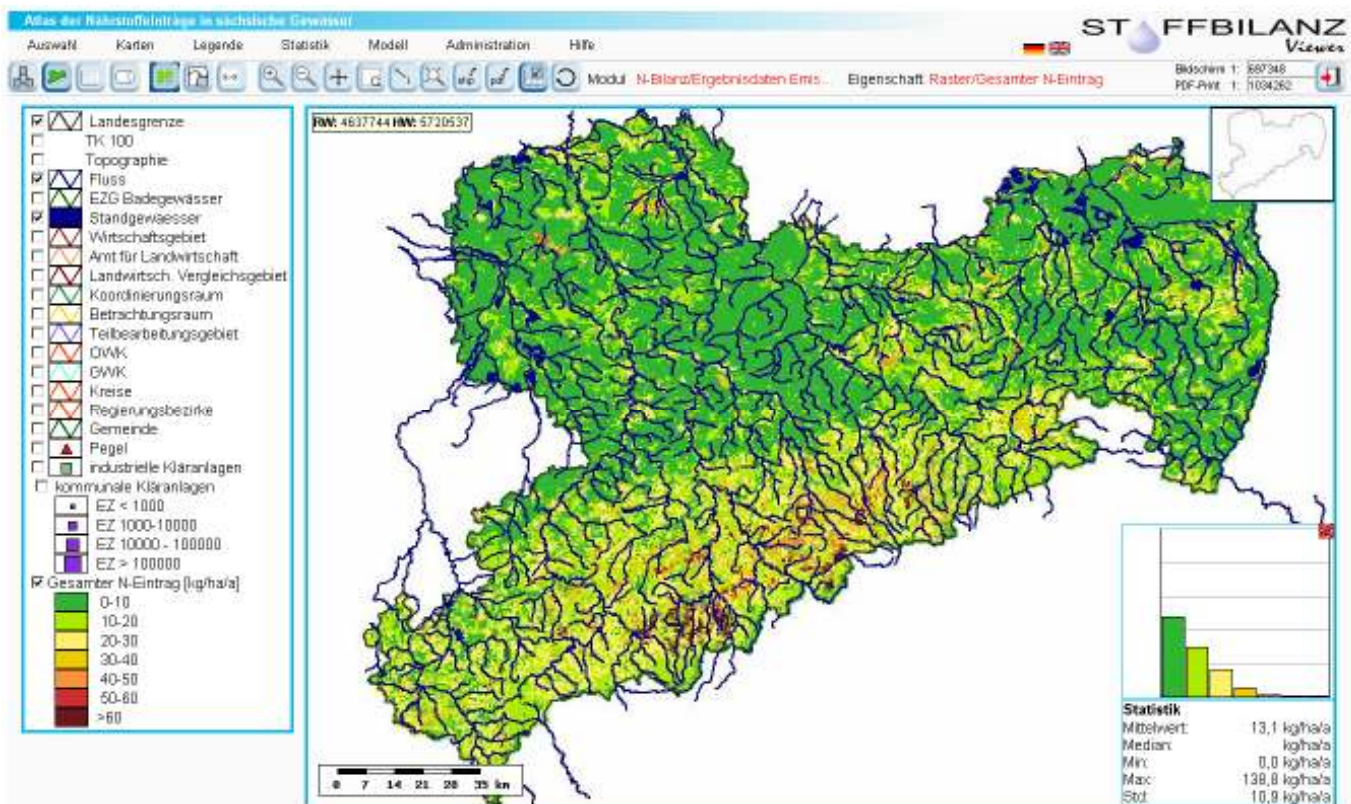 Atlas der Nährstoffeinträge in sächsische Gewässer
STOFFBILANZ
Viewer
Auswahl Karten Legende Statistik Modell Administration Hilfe
Modul N-Bilanz/Ergebnisdaten Emis... Eigenschaft Raster/Gesamter N-Eintrag
Bildschirm 1: 697348
PDF-Print 1: 1034262
RW: 4637744 HW: 5720537
Landesgrenze
TK 100
Topographie
Fluss
EZG Badegewässer
Standgewaesser
Wirtschaftsgebiet
Amt für Landwirtschaft
Landwirtsch. Vergleichsgebiet
Koordinierungsraum
Betrachtungsraum
Teilbearbeitungsgebiet
OWK
GWK
Kreise
Regierungsbezirke
Gemeinde
Pegel
industrielle Kläranlagen
kommunale Kläranlagen
EZ < 1000
EZ 1000-10000
EZ 10000 - 100000
EZ > 100000
Gesamter N-Eintrag [kg/ha/a]
0-10
10-20
20-30
30-40
40-50
50-60
>60
0 7 14 21 28 35 km
Statistik
Mittelwert: 13,1 kg/ha/a
Median: kg/ha/a
Min: 0,0 kg/ha/a
Max: 138,8 kg/ha/a
Std: 10,9 kg/ha/a